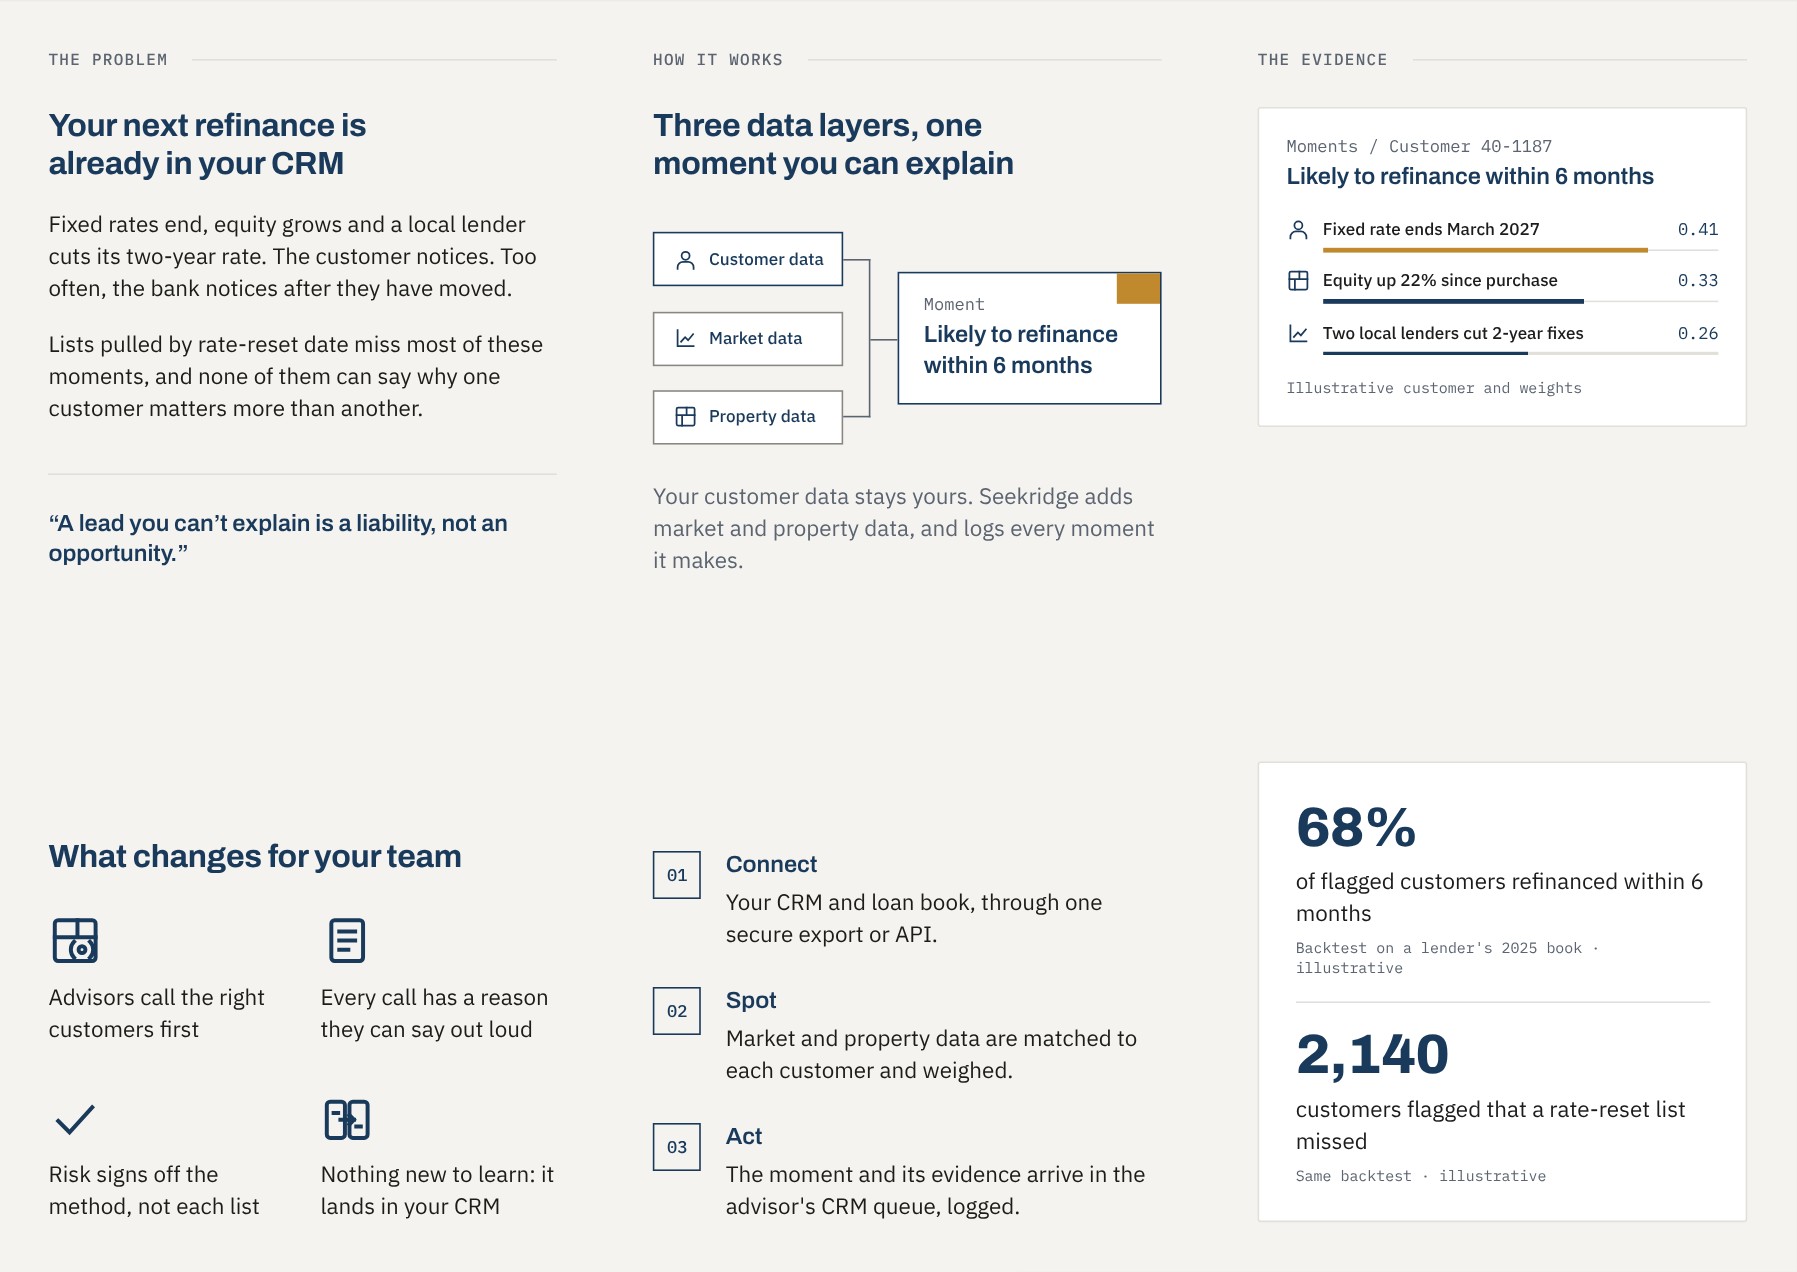 THE PROBLEM
Your next refinance is
already in your CRM
Fixed rates end, equity grows and a local lender
cuts its two-year rate. The customer notices. Too
often, the bank notices after they have moved.
Lists pulled by rate-reset date miss most of these
moments, and none of them can say why one
customer matters more than another.
“A lead you can’t explain is a liability, not an
opportunity.”
What changes for your team
Advisors call the right
customers first
Every call has a reason
they can say out loud
Risk signs off the
method, not each list
Nothing new to learn: it
lands in your CRM
HOW IT WORKS
Three data layers, one
moment you can explain
Customer data
Market data
Property data
Moment
Likely to refinance
within 6 months
Your customer data stays yours. Seekridge adds
market and property data, and logs every moment
it makes.
01
Connect
Your CRM and loan book, through one
secure export or API.
02
Spot
Market and property data are matched to
each customer and weighed.
03
Act
The moment and its evidence arrive in the
advisor's CRM queue, logged.
THE EVIDENCE
Moments / Customer 40-1187
Likely to refinance within 6 months
Fixed rate ends March 2027 0.41
Equity up 22% since purchase 0.33
Two local lenders cut 2-year fixes 0.26
Illustrative customer and weights
68%
of flagged customers refinanced within 6
months
Backtest on a lender's 2025 book ·
illustrative
2,140
customers flagged that a rate-reset list
missed
Same backtest · illustrative